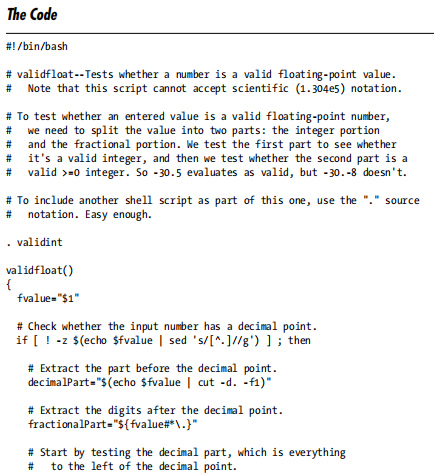 The Code
#!/bin/bash
# validfloat--Tests whether a number is a valid floating-point value.
#   Note that this script cannot accept scientific (1.304e5) notation.
# To test whether an entered value is a valid floating-point number,
#   we need to split the value into two parts: the integer portion
#   and the fractional portion. We test the first part to see whether
#   it's a valid integer, and then we test whether the second part is a
#   valid >=0 integer. So -30.5 evaluates as valid, but -30.-8 doesn't.
# To include another shell script as part of this one, use the "." source
#   notation. Easy enough.
. validint
validfloat()
{
  fvalue="$1"
  # Check whether the input number has a decimal point.
  if [ ! -z $(echo $fvalue | sed 's/[^.]//g') ] ; then
    # Extract the part before the decimal point.
    decimalPart="$(echo $fvalue | cut -d. -f1)"
    # Extract the digits after the decimal point.
    fractionalPart="${fvalue#*\.}"
    # Start by testing the decimal part, which is everything
    #   to the left of the decimal point.